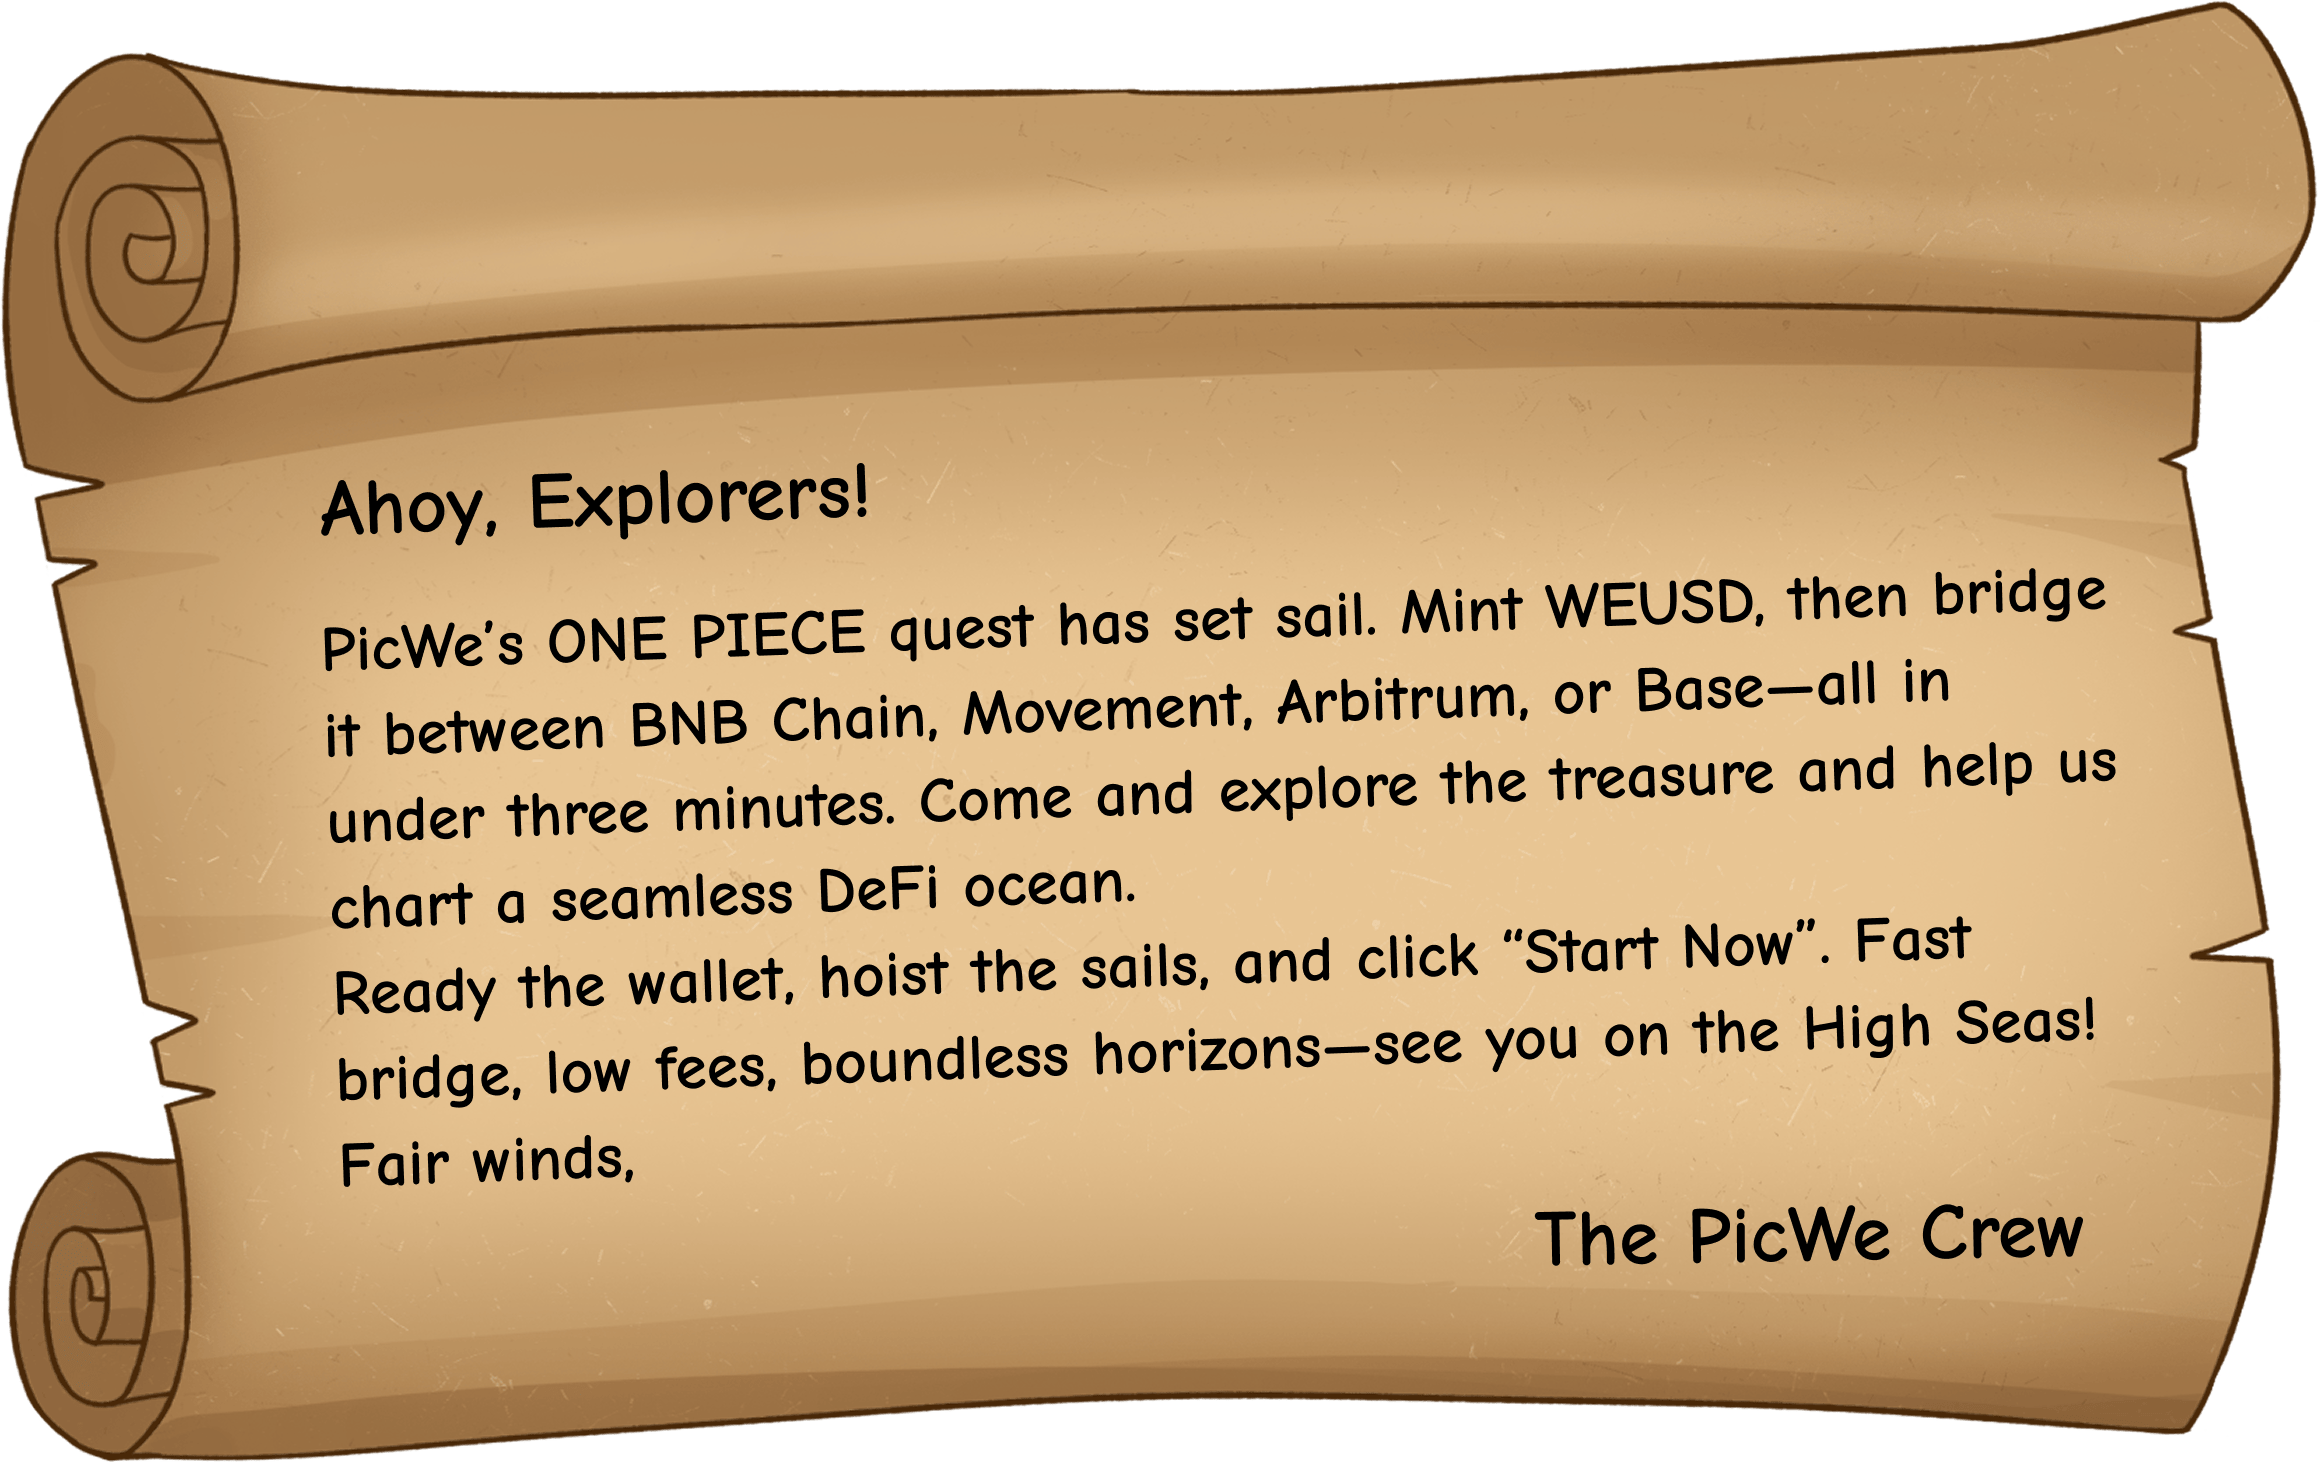 Ahoy, Explorers!
PicWe’s ONE PIECE quest has set sail. Mint WEUSD, then bridge
it between BNB Chain, Movement, Arbitrum, or Base—all in
under three minutes. Come and explore the treasure and help us
chart a seamless DeFi ocean.
Ready the wallet, hoist the sails, and click “Start Now”. Fast
bridge, low fees, boundless horizons—see you on the High Seas!
Fair winds,
The PicWe Crew